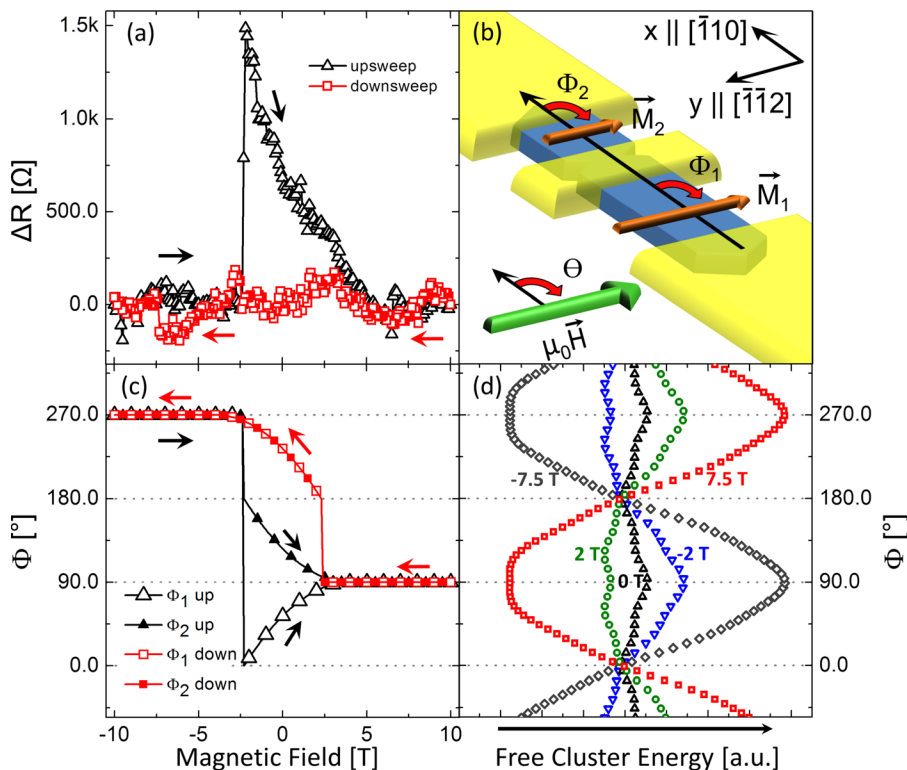 (a)
upsweep
downsweep
1.5k
1.0k
500.0
0.0
ΔR [Ω]
(b)
x || [1̄10]
y || [1̄1̄2]
Φ2
M⃗2
Φ1
M⃗1
Θ
μ0H⃗
(c)
270.0
180.0
90.0
0.0
Φ [°]
Φ1 up
Φ2 up
Φ1 down
Φ2 down
-10
-5
0
5
10
Magnetic Field [T]
(d)
-7.5 T
7.5 T
2 T
-2 T
0 T
270.0
180.0
90.0
0.0
Φ [°]
Free Cluster Energy [a.u.]